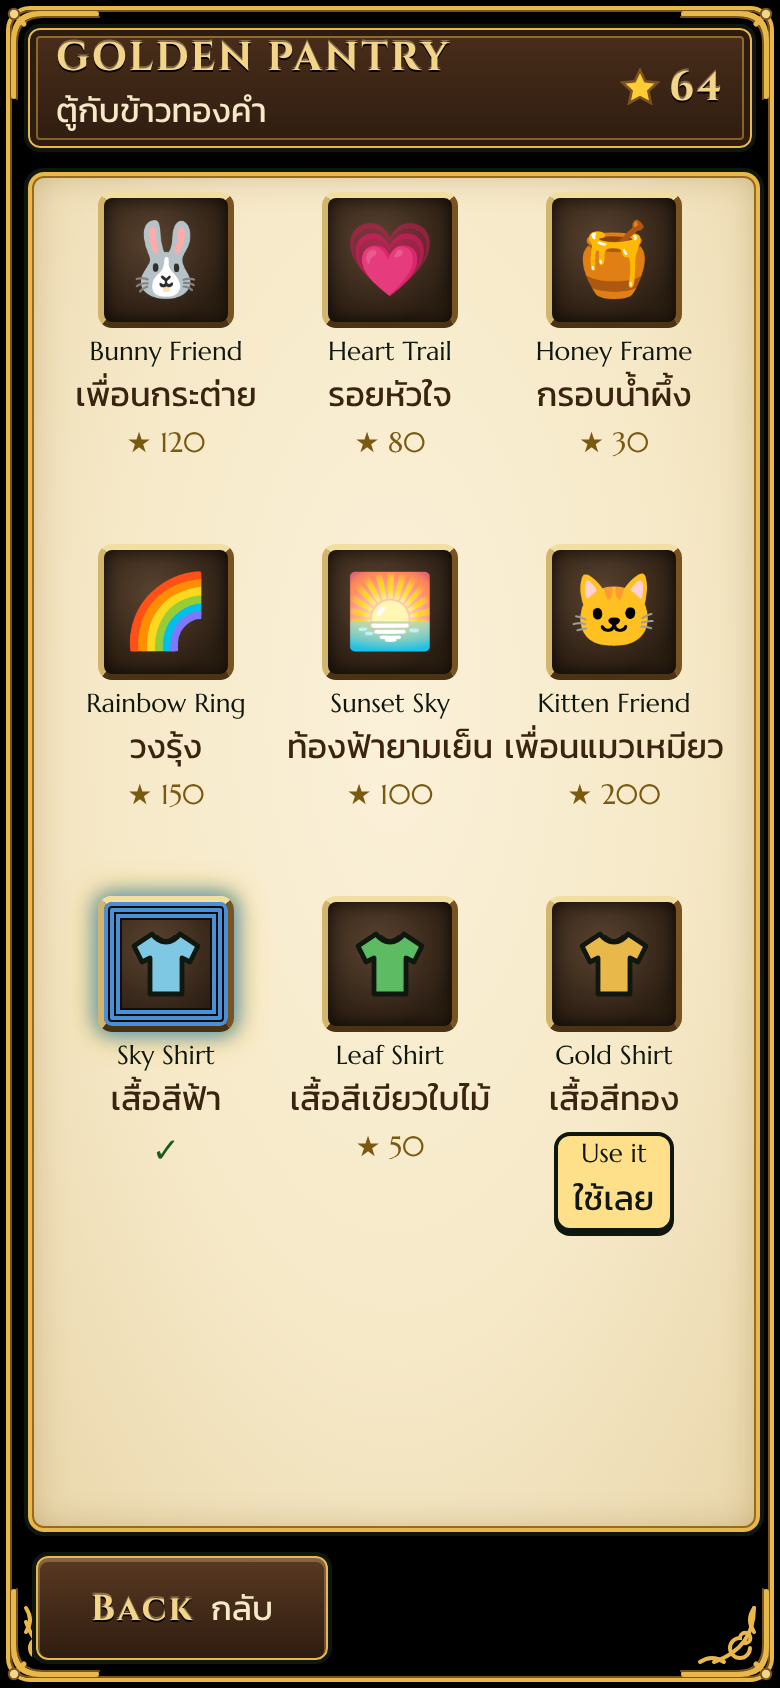 GOLDEN PANTRY
ตู้กับข้าวทองคำ
★ 64
Bunny Friend
เพื่อนกระต่าย
★ 120
Heart Trail
รอยหัวใจ
★ 80
Honey Frame
กรอบน้ำผึ้ง
★ 30
Rainbow Ring
วงรุ้ง
★ 150
Sunset Sky
ท้องฟ้ายามเย็น
★ 100
Kitten Friend
เพื่อนแมวเหมียว
★ 200
Sky Shirt
เสื้อสีฟ้า
✓
Leaf Shirt
เสื้อสีเขียวใบไม้
★ 50
Gold Shirt
เสื้อสีทอง
Use it
ใช้เลย
BACK กลับ